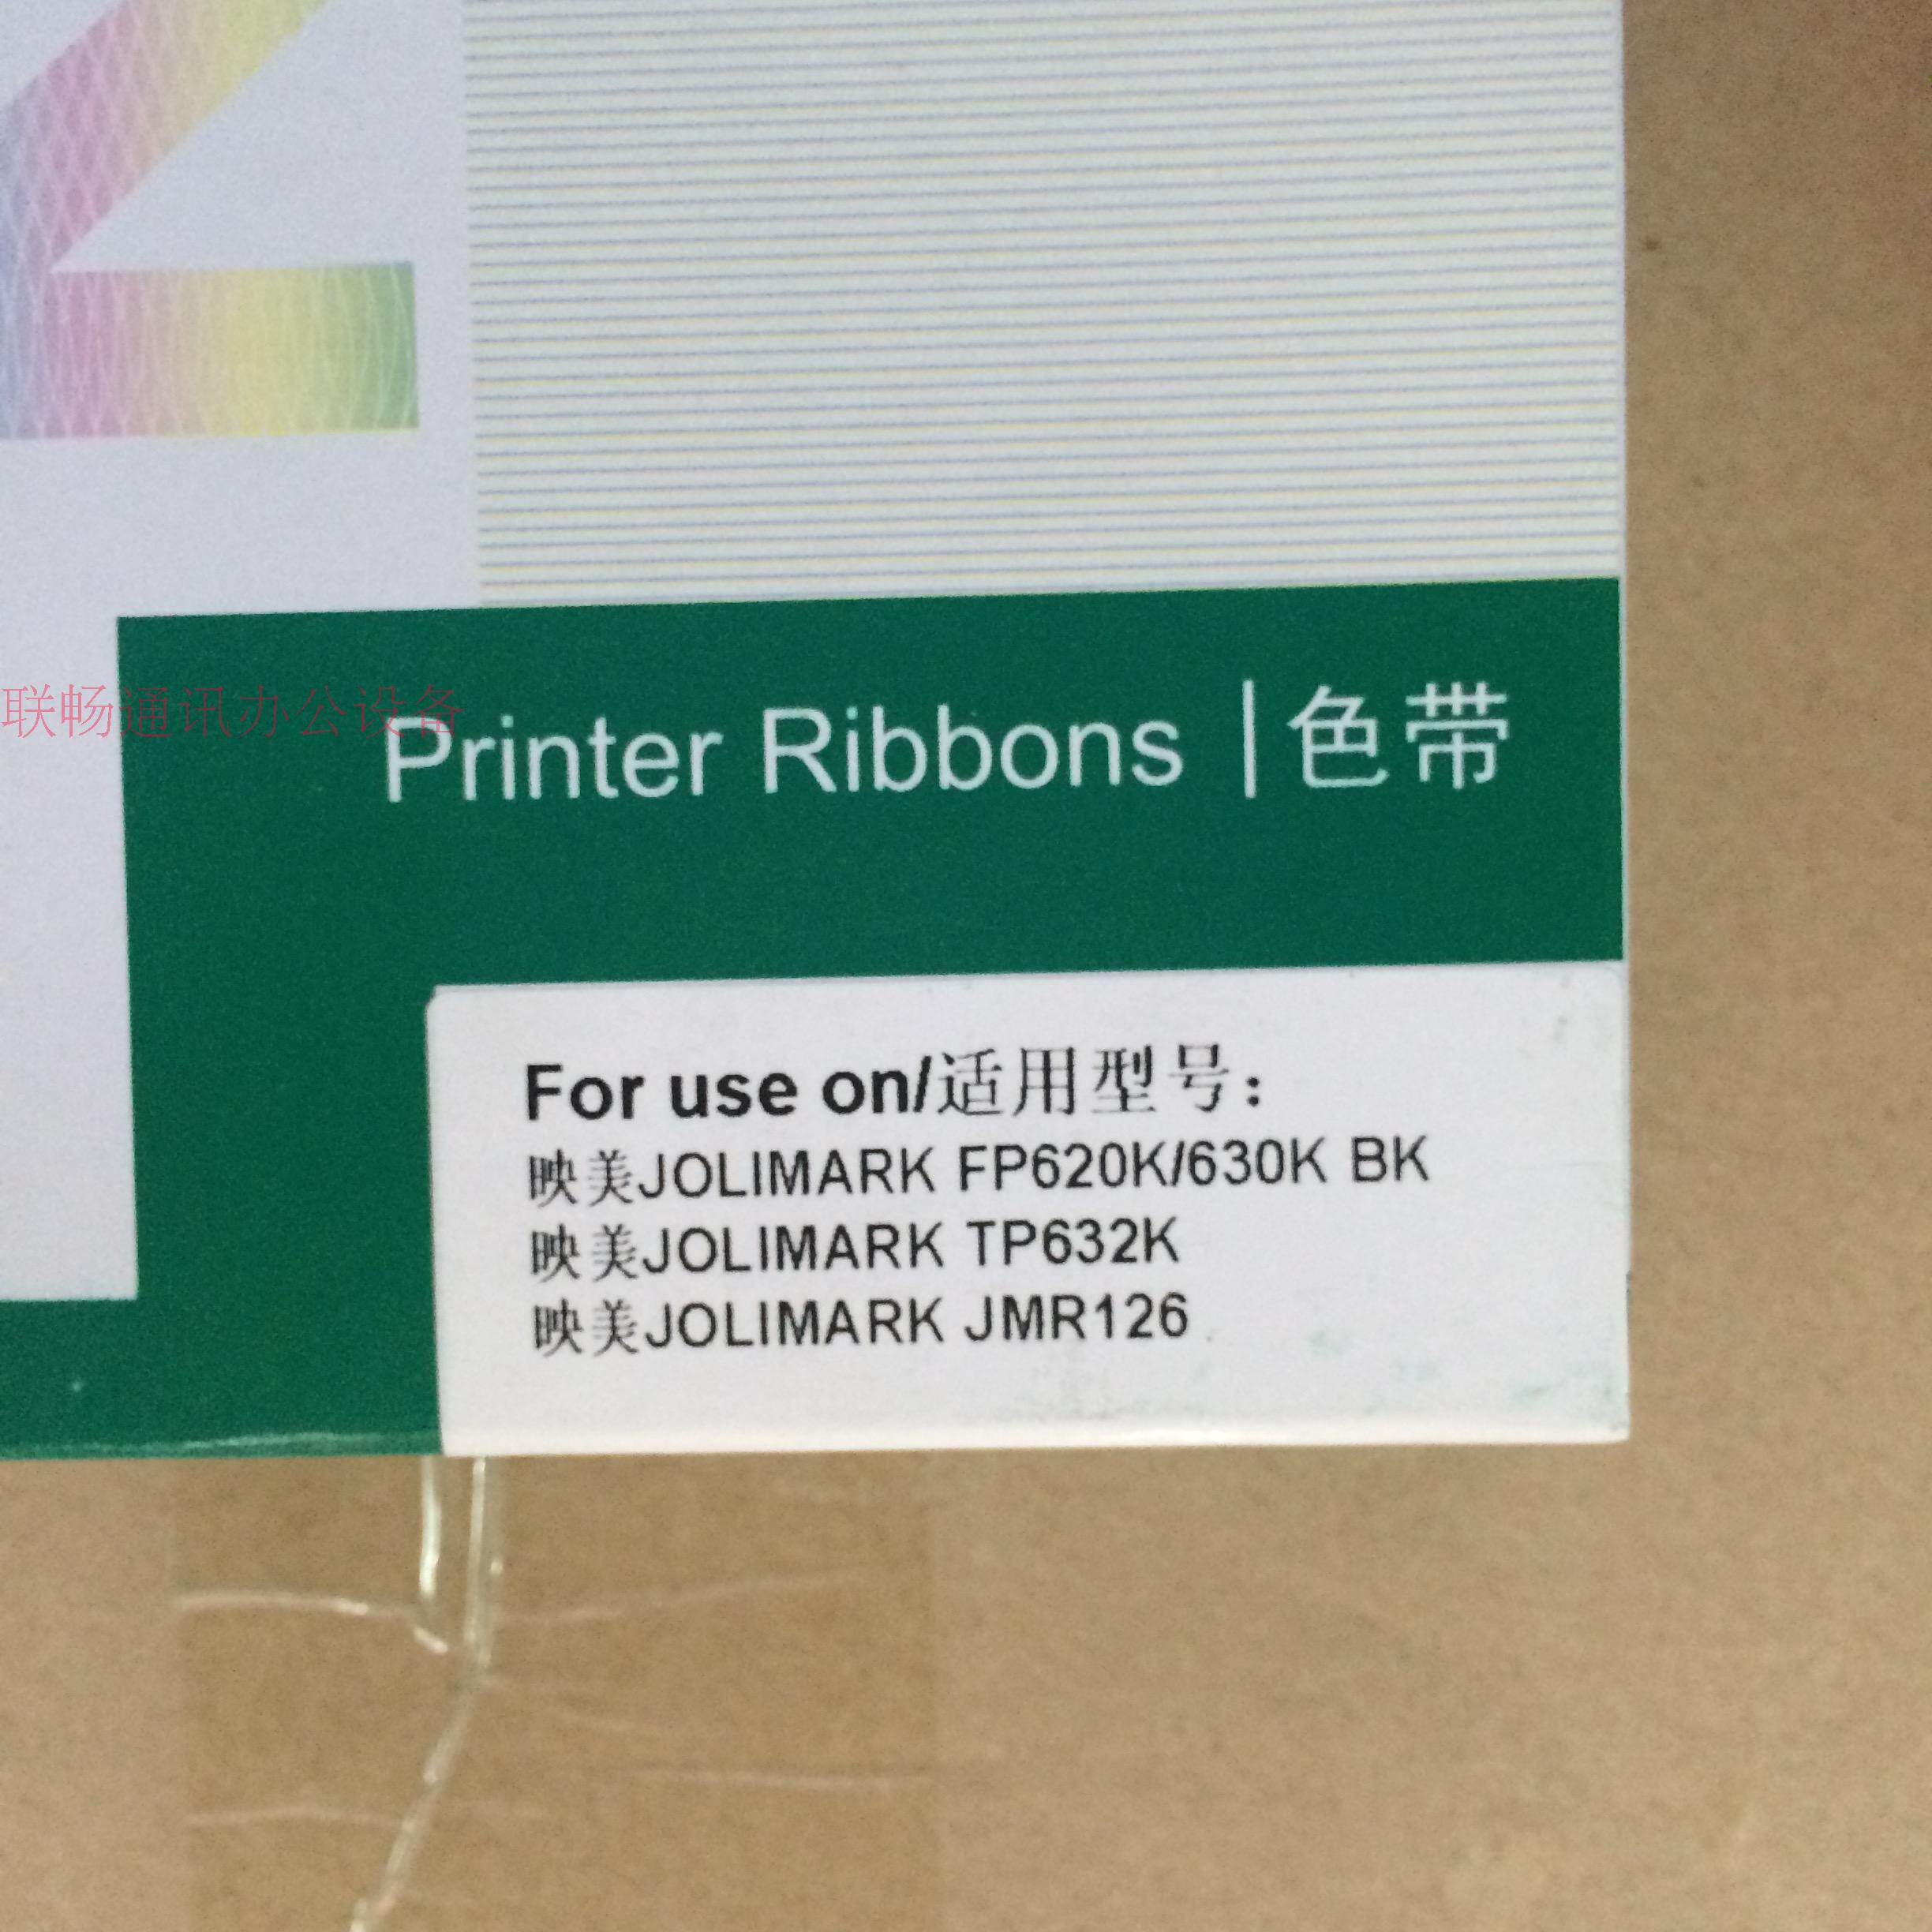 联畅通讯办公设备
Printer Ribbons | 色带
For use on/适用型号：
映美JOLIMARK FP620K/630K BK
映美JOLIMARK TP632K
映美JOLIMARK JMR126